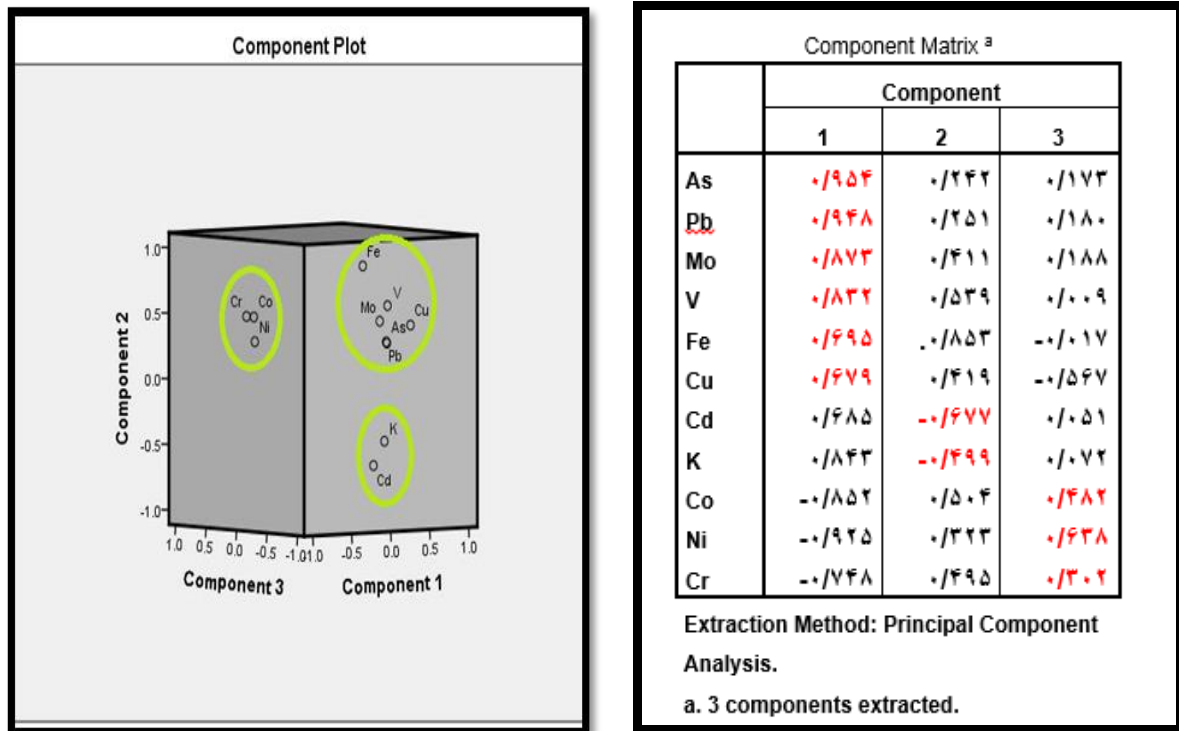 Component Plot
Component 2
1.0
0.5
0.0
-0.5
-1.0
Fe
V
Mo
Cu
As
Pb
Cr Co
Ni
K
Cd
1.0 0.5 0.0 -0.5 -1.0
-1.0 -0.5 0.0 0.5 1.0
Component 3
Component 1
Component Matrix ᵃ
Component
1 2 3
As ۰/۹۵۴ ۰/۲۴۲ ۰/۱۷۳
Pb ۰/۹۴۸ ۰/۲۵۱ ۰/۱۸۰
Mo ۰/۸۷۳ ۰/۴۱۱ ۰/۱۸۸
V ۰/۸۳۲ ۰/۵۳۹ ۰/۰۰۹
Fe ۰/۶۹۵ .۰/۸۵۳ -۰/۰۱۷
Cu ۰/۶۷۹ ۰/۴۱۹ -۰/۵۶۷
Cd ۰/۶۸۵ -۰/۶۷۷ ۰/۰۵۱
K ۰/۸۴۳ -۰/۴۹۹ ۰/۰۷۲
Co -۰/۸۵۲ ۰/۵۰۴ ۰/۴۸۲
Ni -۰/۹۲۵ ۰/۳۲۳ ۰/۶۳۸
Cr -۰/۷۴۸ ۰/۴۹۵ ۰/۳۰۲
Extraction Method: Principal Component
Analysis.
a. 3 components extracted.